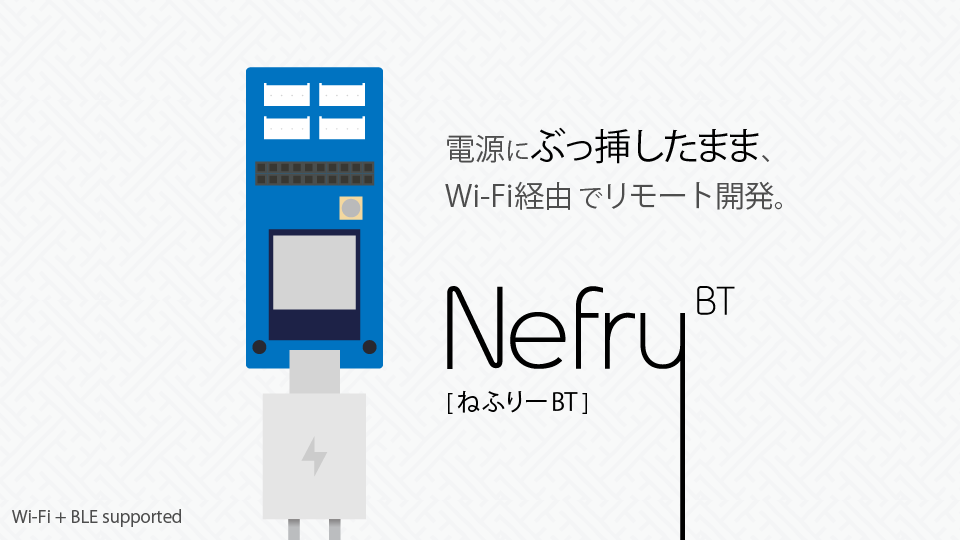 電源にぶっ挿したまま、
Wi-Fi経由でリモート開発。
Nefry BT
[ねふりーBT]
Wi-Fi + BLE supported